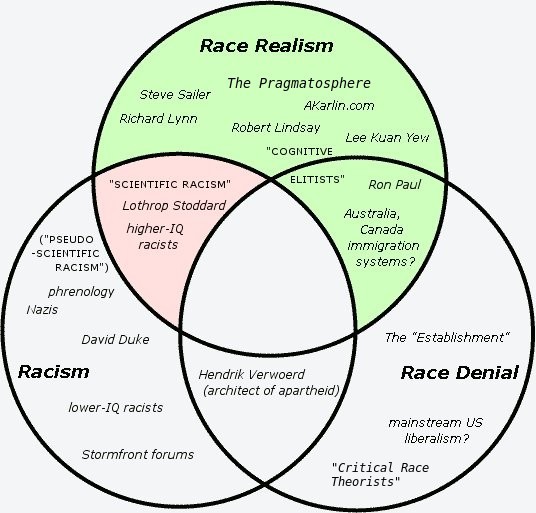 Race Realism
The Pragmatosphere
Steve Sailer
AKarlin.com
Richard Lynn
Robert Lindsay
Lee Kuan Yew
"COGNITIVE
ELITISTS"
"SCIENTIFIC RACISM"
Lothrop Stoddard
higher-IQ
racists
Ron Paul
Australia,
Canada
immigration
systems?
("PSEUDO
-SCIENTIFIC
RACISM")
phrenology
Nazis
David Duke
Racism
lower-IQ racists
Stormfront forums
Hendrik Verwoerd
(architect of apartheid)
The "Establishment"
Race Denial
mainstream US
liberalism?
"Critical Race
Theorists"